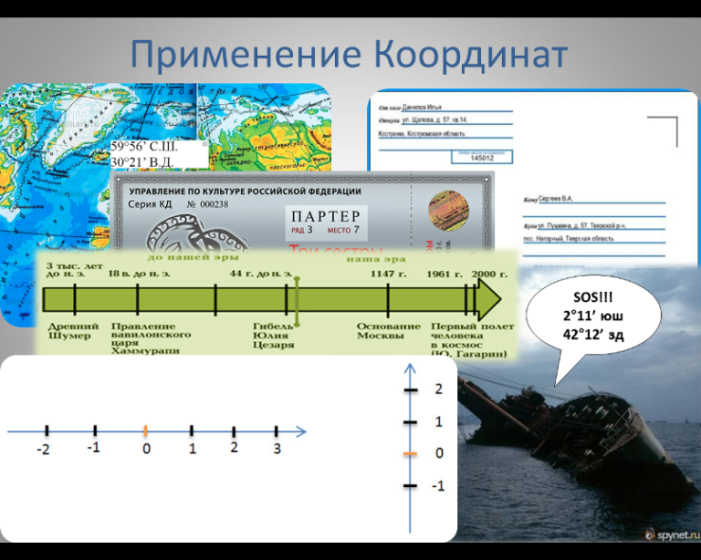 Применение Координат
ЛЕДОВИТЫЙ
59°56' С.Ш.
30°21' В.Д.
От кого Данилов Илья
Откуда ул. Щапова, д. 57. кв.14.
Кострома, Костромская область
145012
Кому Сергеев В.А.
Куда ул. Пушкина, д. 57. Тверской р-н,
пос. Нагорный, Тверская область
УПРАВЛЕНИЕ ПО КУЛЬТУРЕ РОССИЙСКОЙ ФЕДЕРАЦИИ
Серия КД № 000238
ПАРТЕР
РЯД 3 МЕСТО 7
Три сестры
до нашей эры наша эра
3 тыс. лет до н. э. 18 в. до н. э. 44 г. до н. э. 1147 г. 1961 г. 2000 г.
Древний Шумер
Правление вавилонского царя Хаммурапи
Гибель Юлия Цезаря
Основание Москвы
Первый полет человека в космос (Ю. Гагарин)
SOS!!!
2°11' юш
42°12' зд
-2 -1 0 1 2 3
2
1
0
-1
spynet.ru